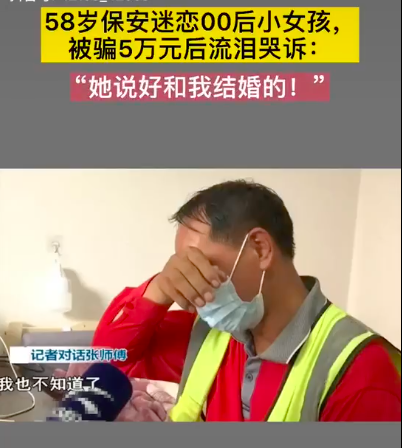 58岁保安迷恋00后小女孩，
被骗5万元后流泪哭诉：
“她说好和我结婚的！”
记者对话张师傅
我也不知道了